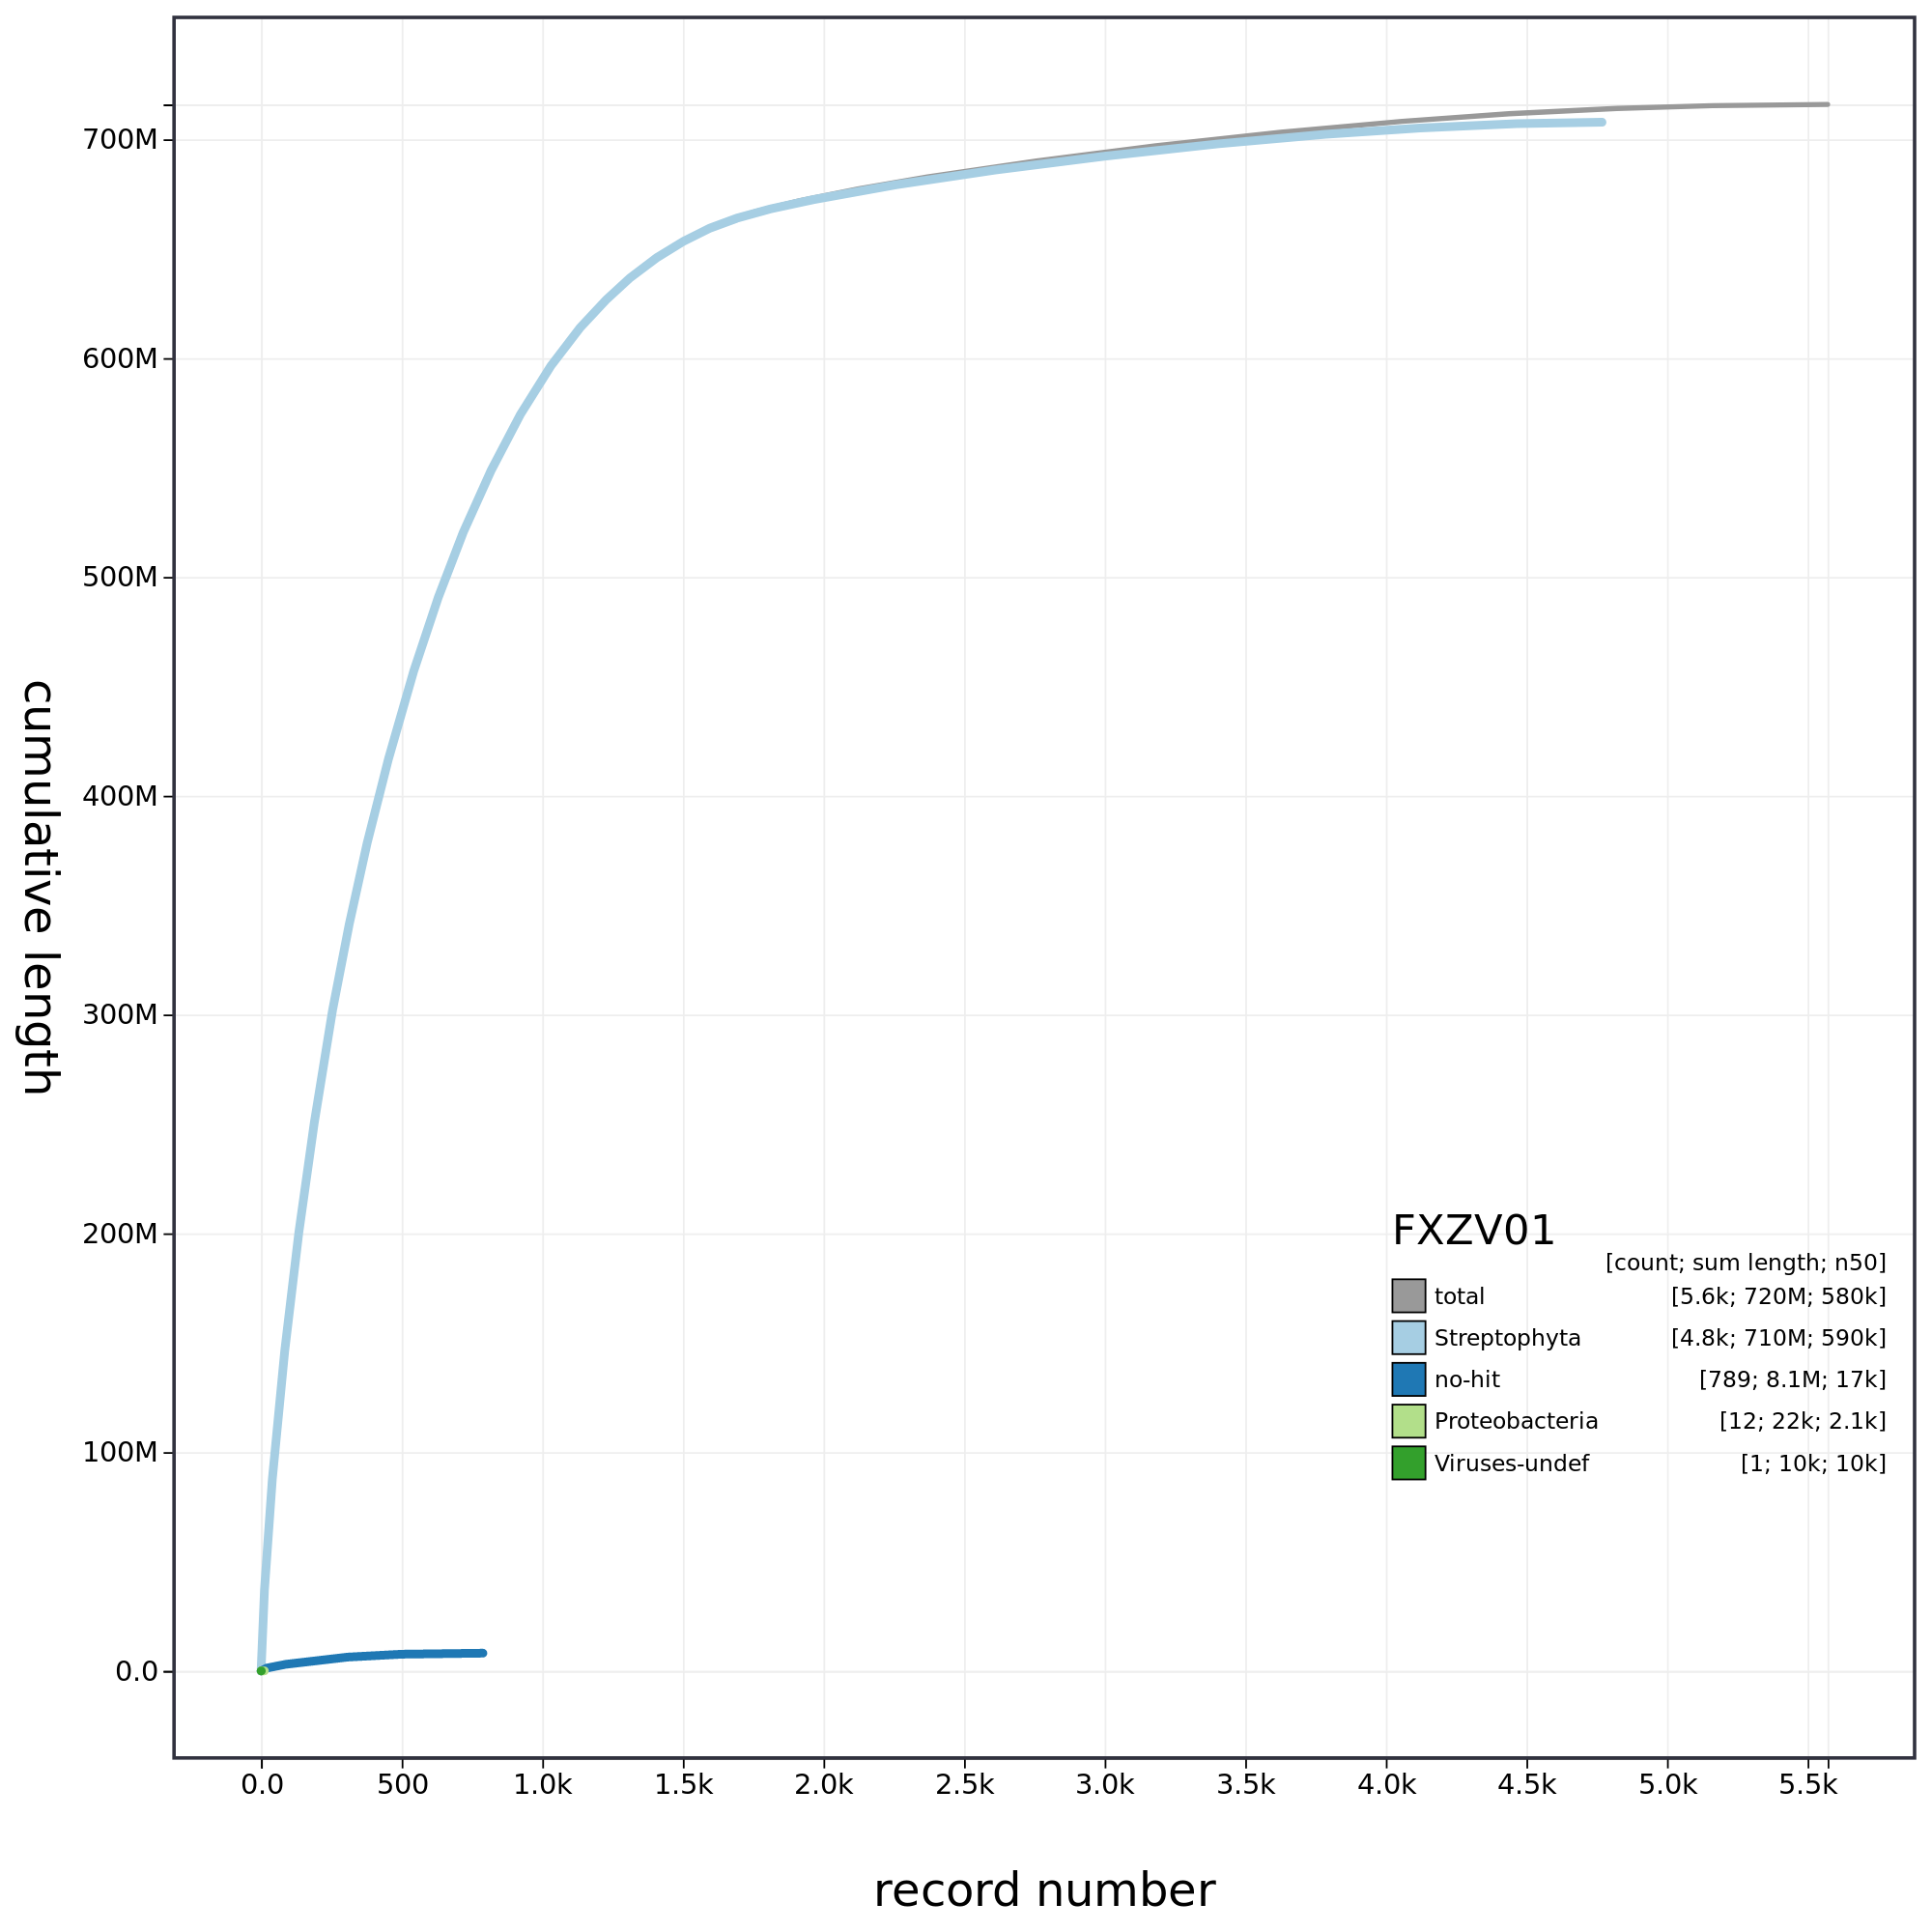 700M
600M
500M
400M
300M
200M
100M
0.0
cumulative length
0.0 500 1.0k 1.5k 2.0k 2.5k 3.0k 3.5k 4.0k 4.5k 5.0k 5.5k
record number
FXZV01
[count; sum length; n50]
total [5.6k; 720M; 580k]
Streptophyta [4.8k; 710M; 590k]
no-hit [789; 8.1M; 17k]
Proteobacteria [12; 22k; 2.1k]
Viruses-undef [1; 10k; 10k]